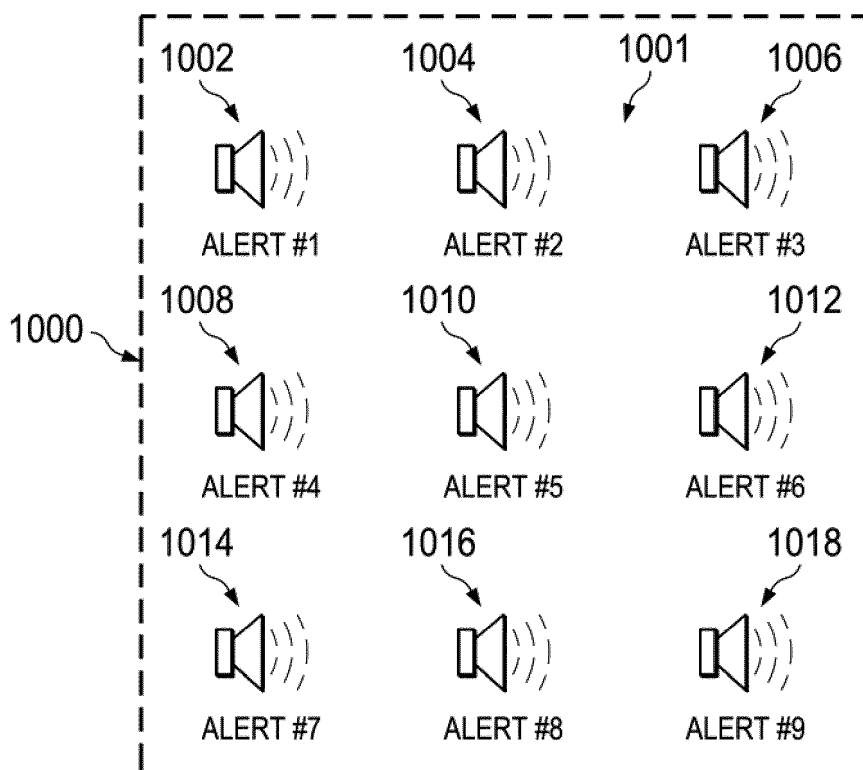 1002 1004 1001 1006
ALERT #1 ALERT #2 ALERT #3
1000 1008 1010 1012
ALERT #4 ALERT #5 ALERT #6
1014 1016 1018
ALERT #7 ALERT #8 ALERT #9